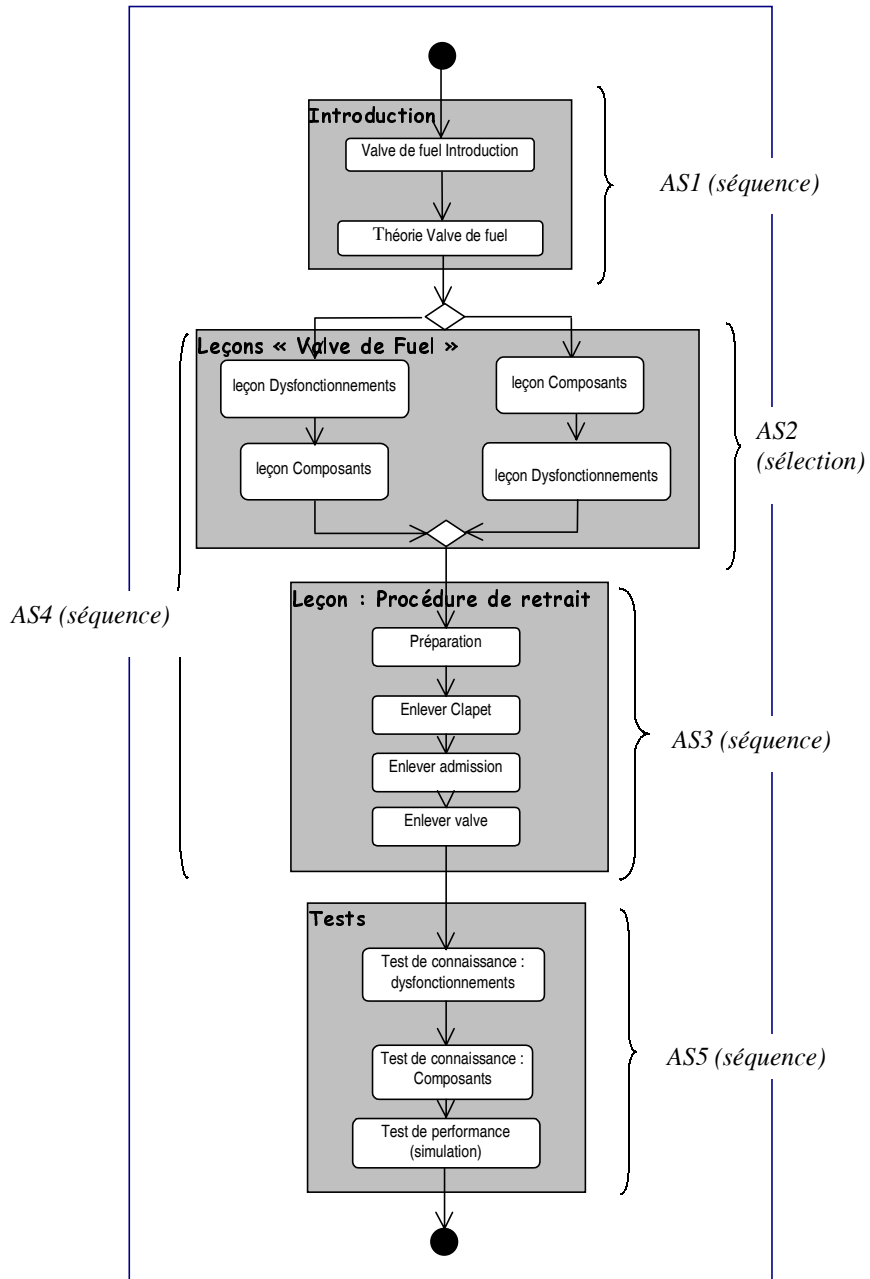 Introduction
Valve de fuel Introduction
AS1 (séquence)
Théorie Valve de fuel
Leçons « Valve de Fuel »
leçon Dysfonctionnements
leçon Composants
AS2
(sélection)
leçon Composants
leçon Dysfonctionnements
AS4 (séquence)
Leçon : Procédure de retrait
Préparation
Enlever Clapet
AS3 (séquence)
Enlever admission
Enlever valve
Tests
Test de connaissance :
dysfonctionnements
Test de connaissance :
Composants
AS5 (séquence)
Test de performance
(simulation)